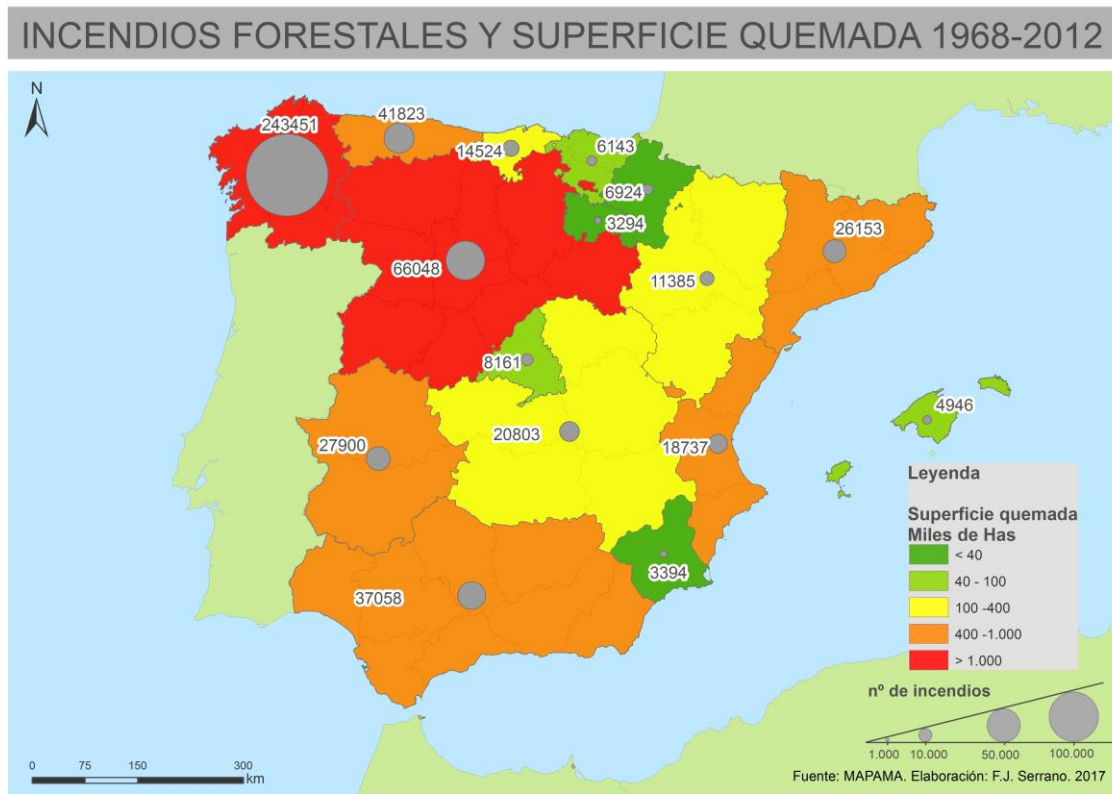 INCENDIOS FORESTALES Y SUPERFICIE QUEMADA 1968-2012
N
243451
41823
14524
6143
6924
3294
26153
66048
11385
8161
4946
20803
27900
18737
3394
37058
Leyenda
Superficie quemada
Miles de Has
< 40
40 - 100
100 -400
400 -1.000
> 1.000
nº de incendios
1.000 10.000 50.000 100.000
0 75 150 300
km
Fuente: MAPAMA. Elaboración: F.J. Serrano. 2017